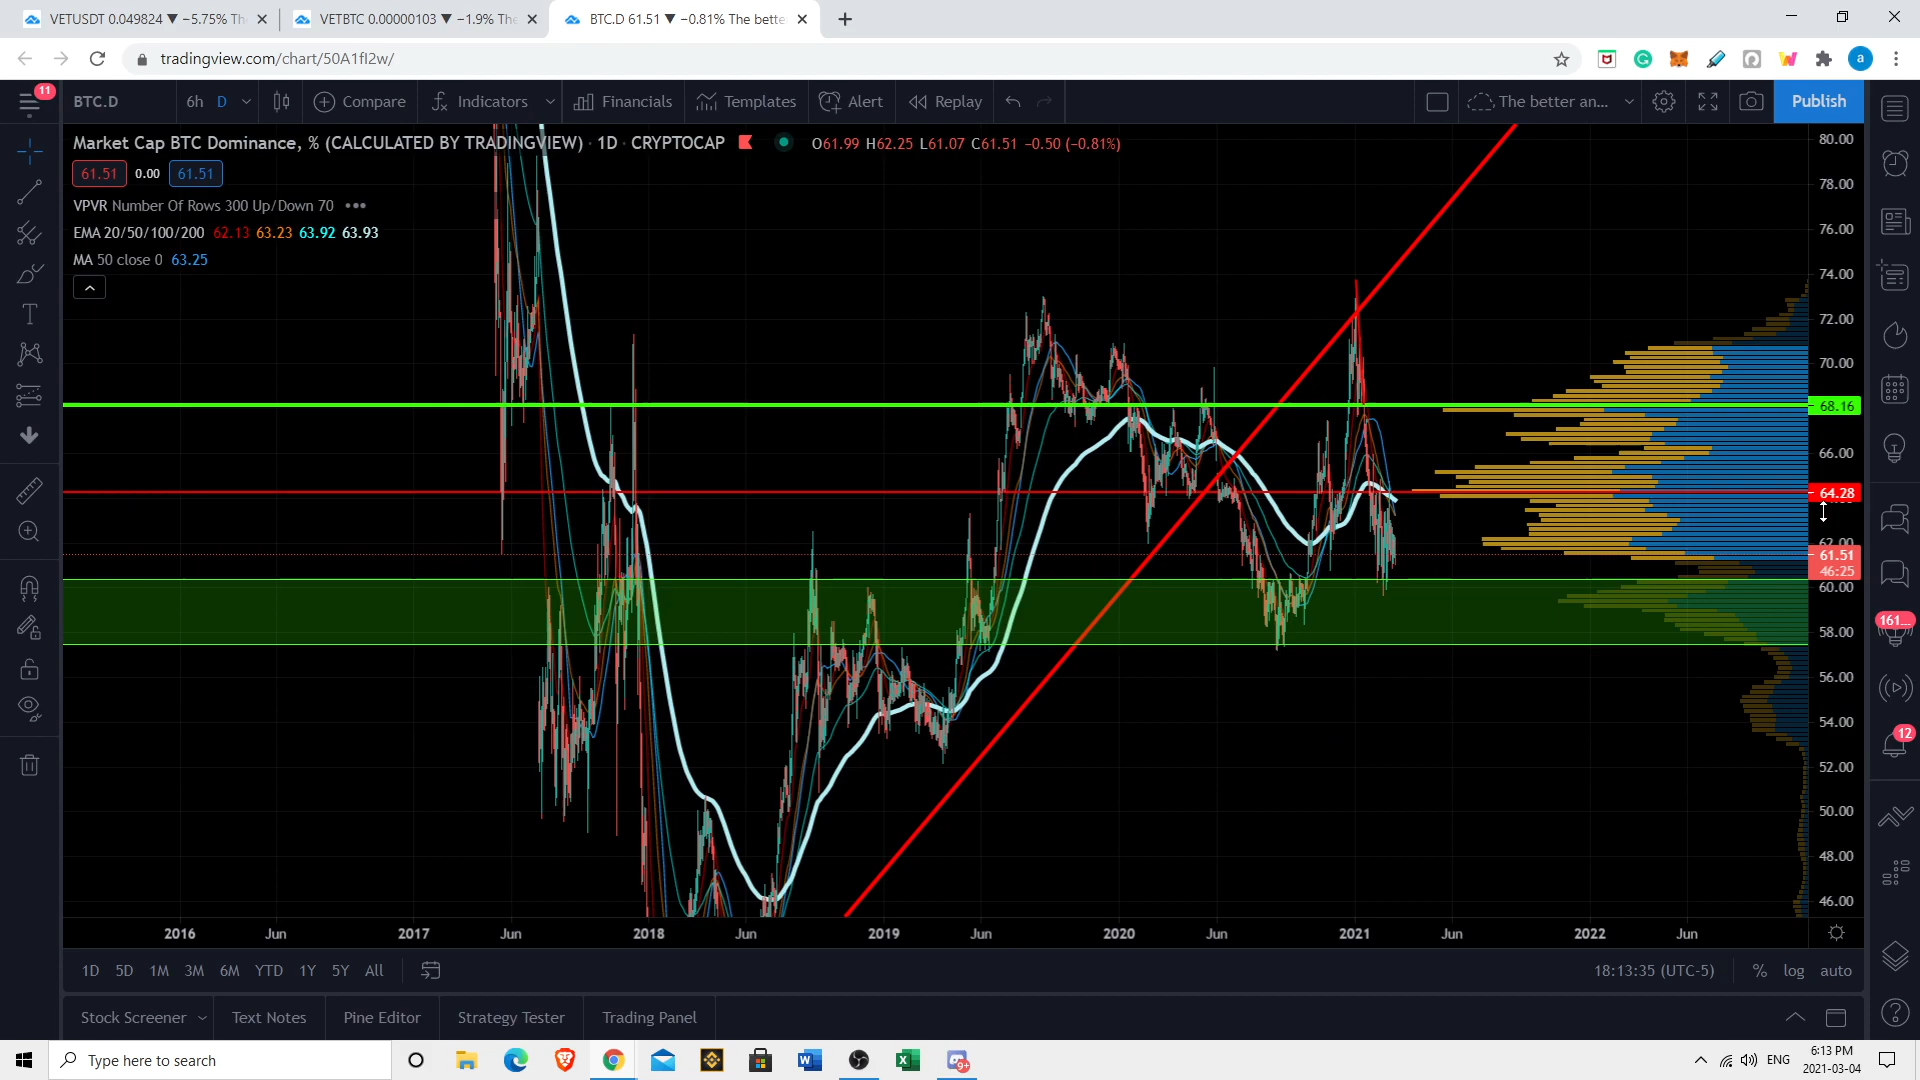 VETUSDT 0.049824 ▼ −5.75% Th
VETBTC 0.00000103 ▼ −1.9% The
BTC.D 61.51 ▼ −0.81% The bette
tradingview.com/chart/50A1fI2w/
a
11
BTC.D
6h D
Compare
Indicators
Financials
Templates
Alert
Replay
The better an...
Publish
Market Cap BTC Dominance, % (CALCULATED BY TRADINGVIEW) · 1D · CRYPTOCAP
O61.99 H62.25 L61.07 C61.51 −0.50 (−0.81%)
61.51 0.00 61.51
VPVR Number Of Rows 300 Up/Down 70 •••
EMA 20/50/100/200 62.13 63.23 63.92 63.93
MA 50 close 0 63.25
80.00
78.00
76.00
74.00
72.00
70.00
68.16
66.00
64.28
62.00
61.51
46:25
60.00
58.00
56.00
54.00
52.00
50.00
48.00
46.00
161...
12
2016 Jun 2017 Jun 2018 Jun 2019 Jun 2020 Jun 2021 Jun 2022 Jun
1D 5D 1M 3M 6M YTD 1Y 5Y All
18:13:35 (UTC-5) % log auto
Stock Screener Text Notes Pine Editor Strategy Tester Trading Panel
Type here to search
9+
ENG
6:13 PM
2021-03-04